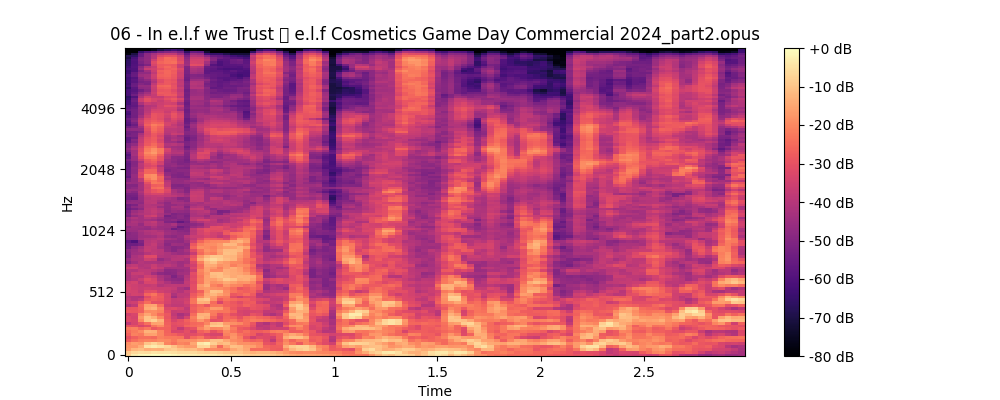 06 - In e.l.f we Trust ▯ e.l.f Cosmetics Game Day Commercial 2024_part2.opus
4096
2048
1024
512
0
Hz
0
0.5
1
1.5
2
2.5
Time
+0 dB
-10 dB
-20 dB
-30 dB
-40 dB
-50 dB
-60 dB
-70 dB
-80 dB